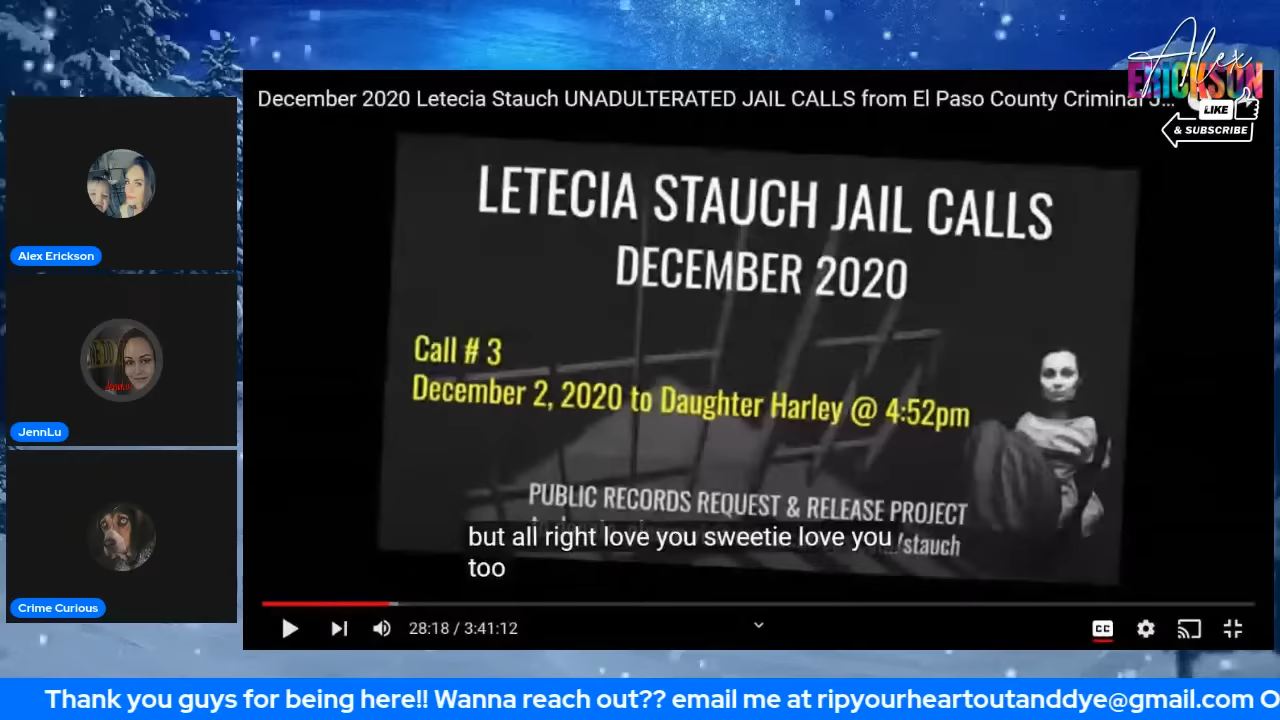 Alex
ERICKSON
LIKE
& SUBSCRIBE
December 2020 Letecia Stauch UNADULTERATED JAIL CALLS from El Paso County Criminal J...
LETECIA STAUCH JAIL CALLS
DECEMBER 2020
Call # 3
December 2, 2020 to Daughter Harley @ 4:52pm
PUBLIC RECORDS REQUEST & RELEASE PROJECT
/stauch
but all right love you sweetie love you
too
28:18 / 3:41:12
CC
Alex Erickson
JennLu
Crime Curious
Thank you guys for being here!! Wanna reach out?? email me at ripyourheartoutanddye@gmail.com O